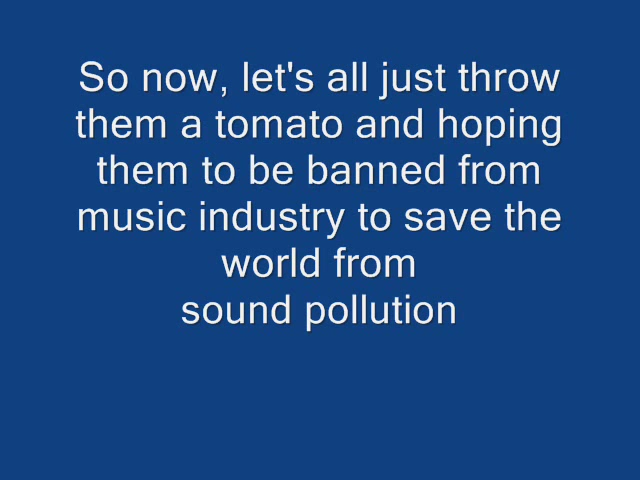 So now, let's all just throw
them a tomato and hoping
them to be banned from
music industry to save the
world from
sound pollution